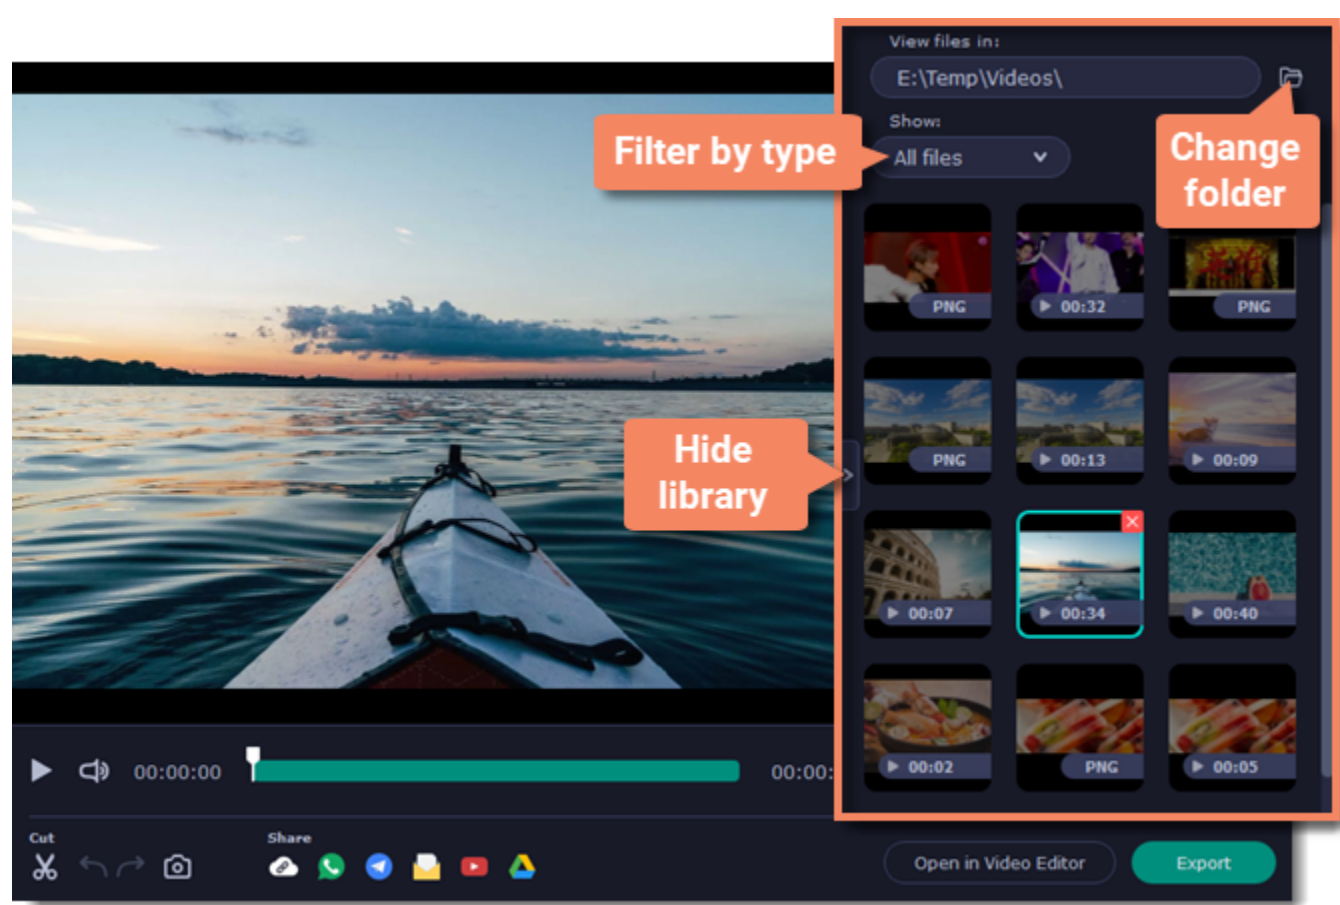 View files in:
E:\Temp\Videos\
Show:
Filter by type
All files
Change
folder
PNG
00:32
PNG
PNG
00:13
00:09
Hide
library
00:07
00:34
00:40
00:02
PNG
00:05
00:00:00
00:00:
Cut
Share
Open in Video Editor
Export